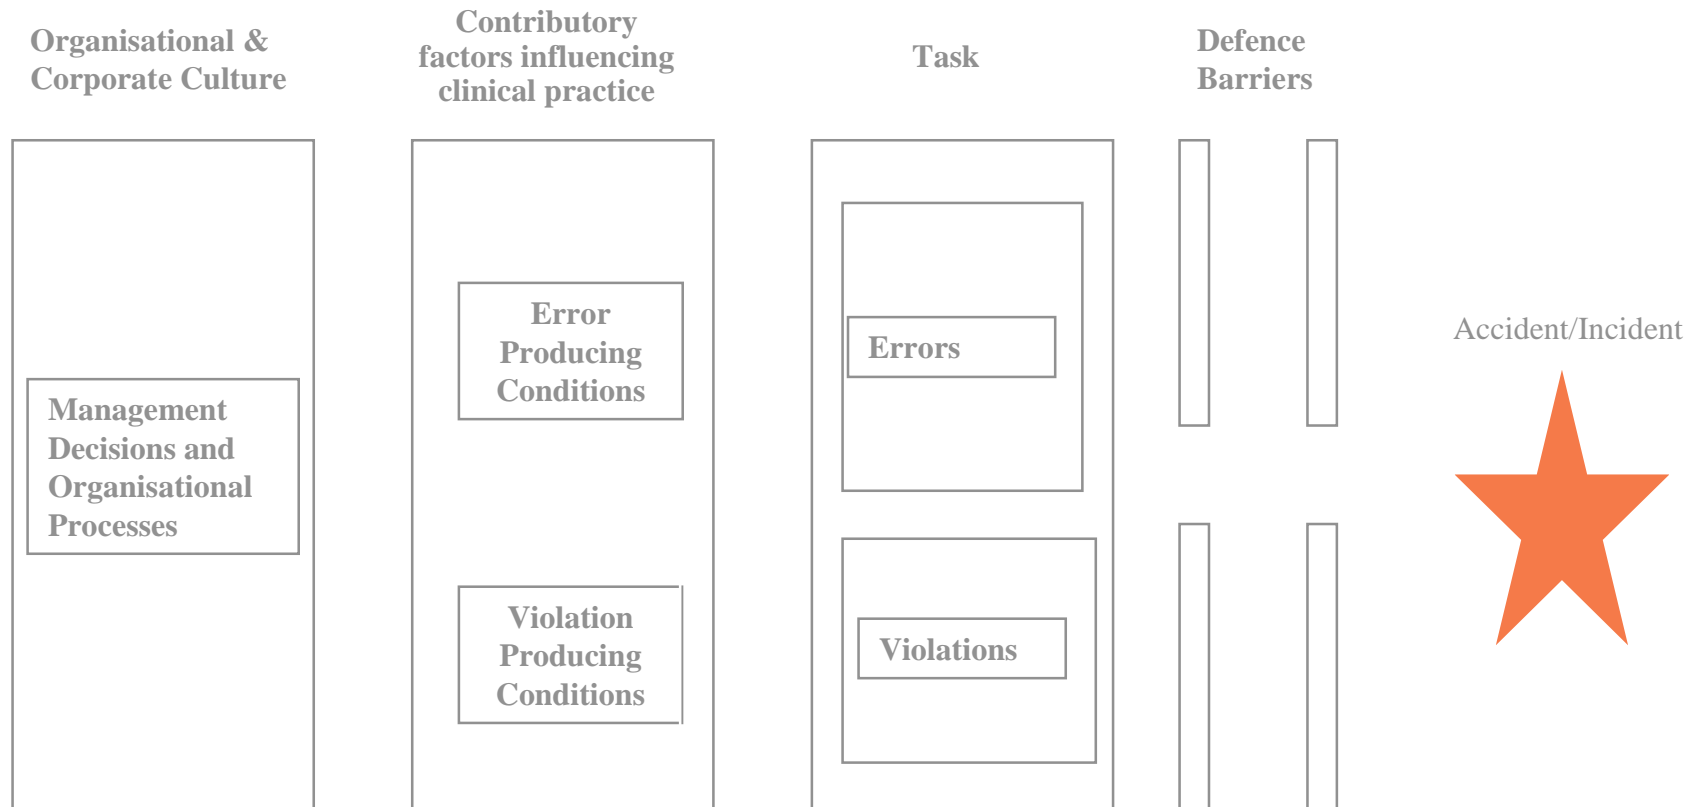 Organisational &
Corporate Culture
Contributory
factors influencing
clinical practice
Task
Defence
Barriers
Management
Decisions and
Organisational
Processes
Error
Producing
Conditions
Violation
Producing
Conditions
Errors
Violations
Accident/Incident